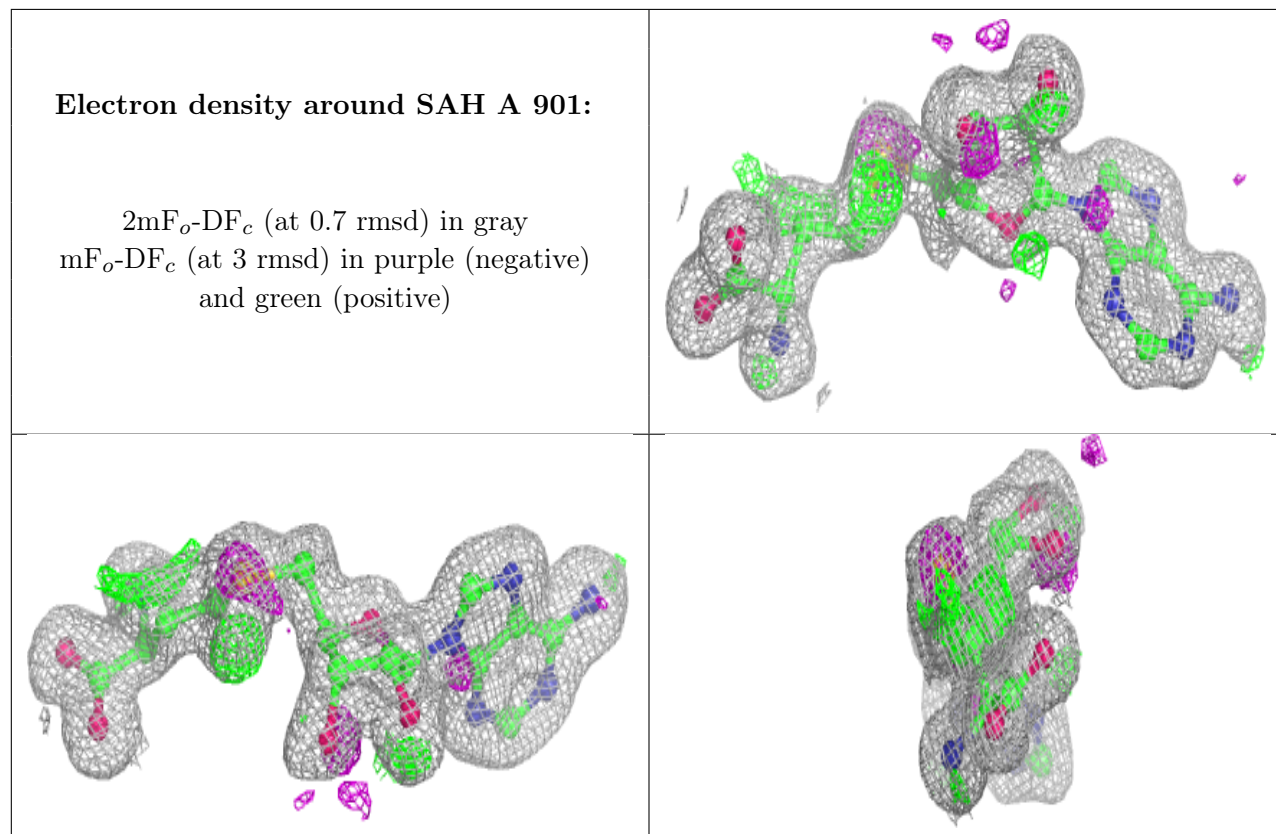 Electron density around SAH A 901:
2mFo-DFc (at 0.7 rmsd) in gray
mFo-DFc (at 3 rmsd) in purple (negative)
and green (positive)